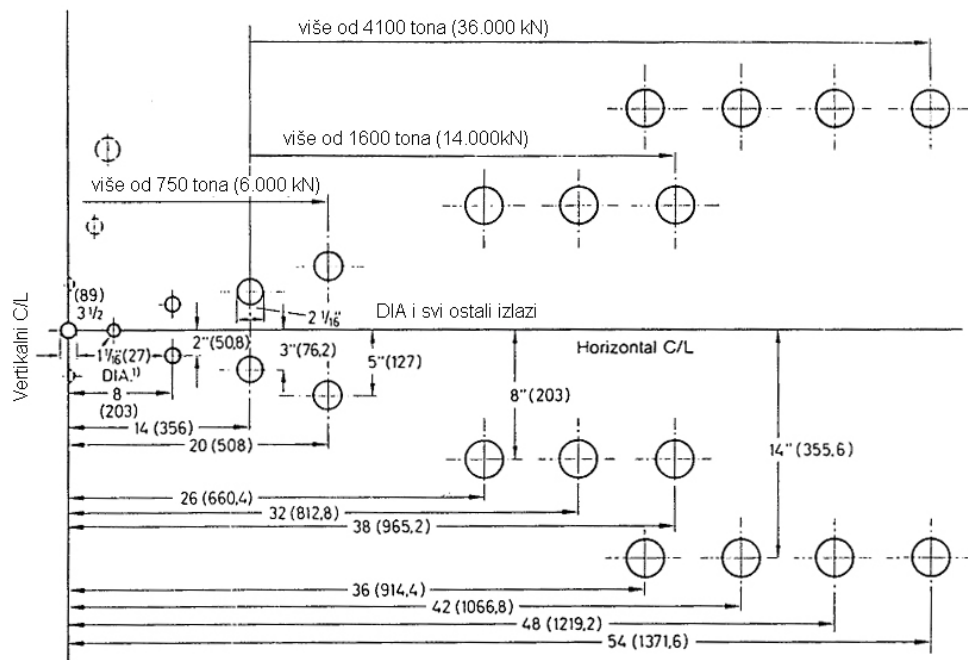 više od 4100 tona (36.000 kN)
više od 1600 tona (14.000kN)
više od 750 tona (6.000 kN)
(89)
3 1/2
2 1/16"
DIA i svi ostali izlazi
Vertikalni C/L
Horizontal C/L
1 1/16"(27)
DIA.¹⁾
2"(50,8)
3"(76,2)
5"(127)
8"(203)
14"(355,6)
8
(203)
14 (356)
20 (508)
26 (660,4)
32 (812,8)
38 (965,2)
36 (914,4)
42 (1066,8)
48 (1219,2)
54 (1371,6)